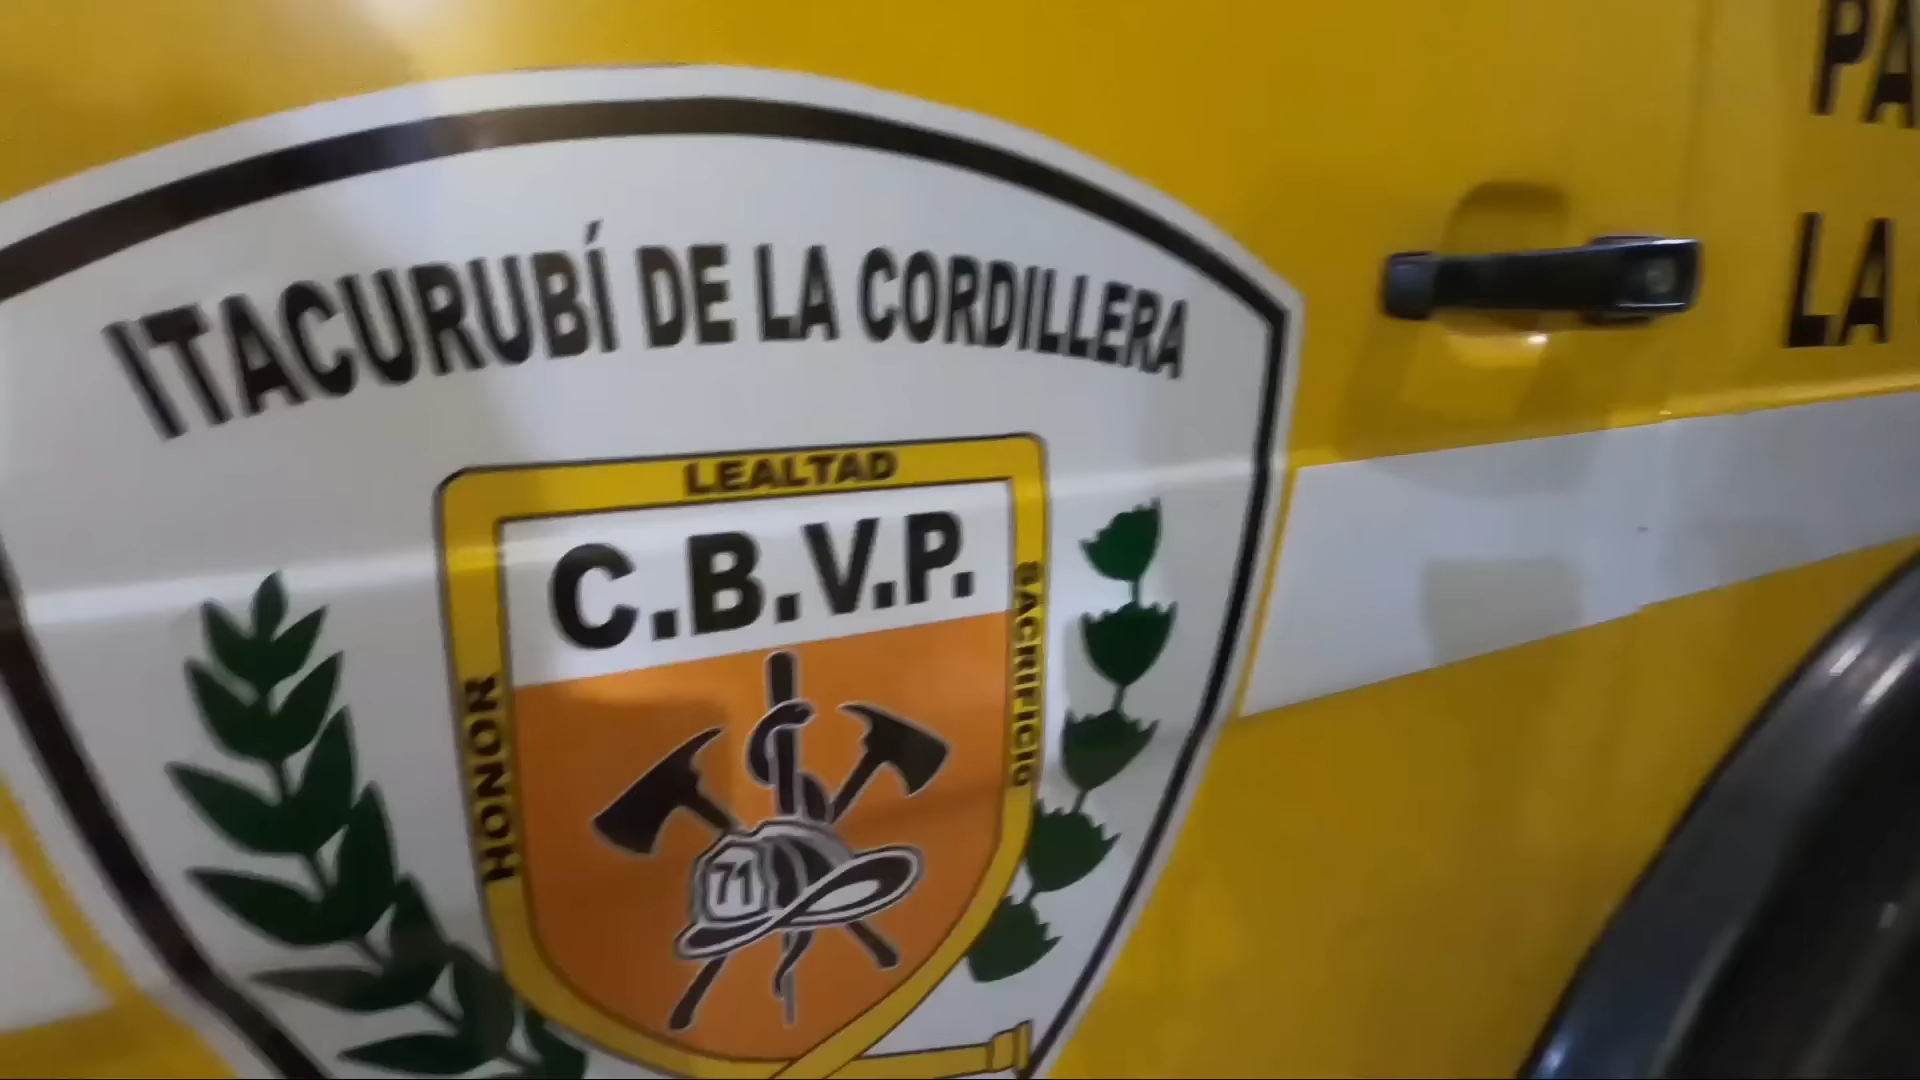 ITACURUBÍ DE LA CORDILLERA
LEALTAD
C.B.V.P.
HONOR
SACRIFICIO
71
LA